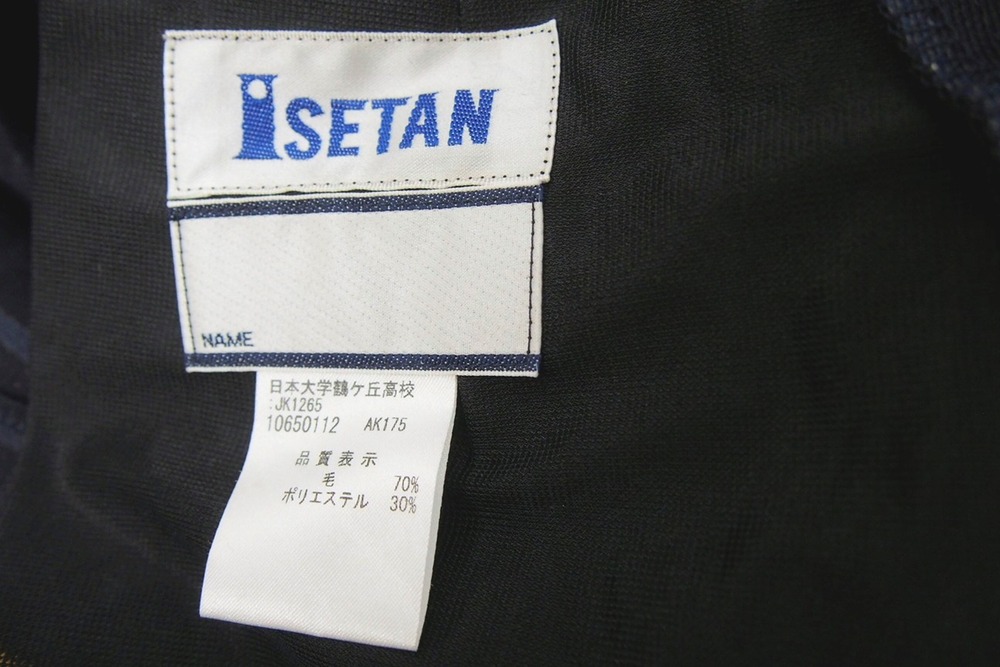 ISETAN
NAME
日本大学鶴ケ丘高校
:JK1265
10650112 AK175
品質表示
毛 70%
ポリエステル 30%